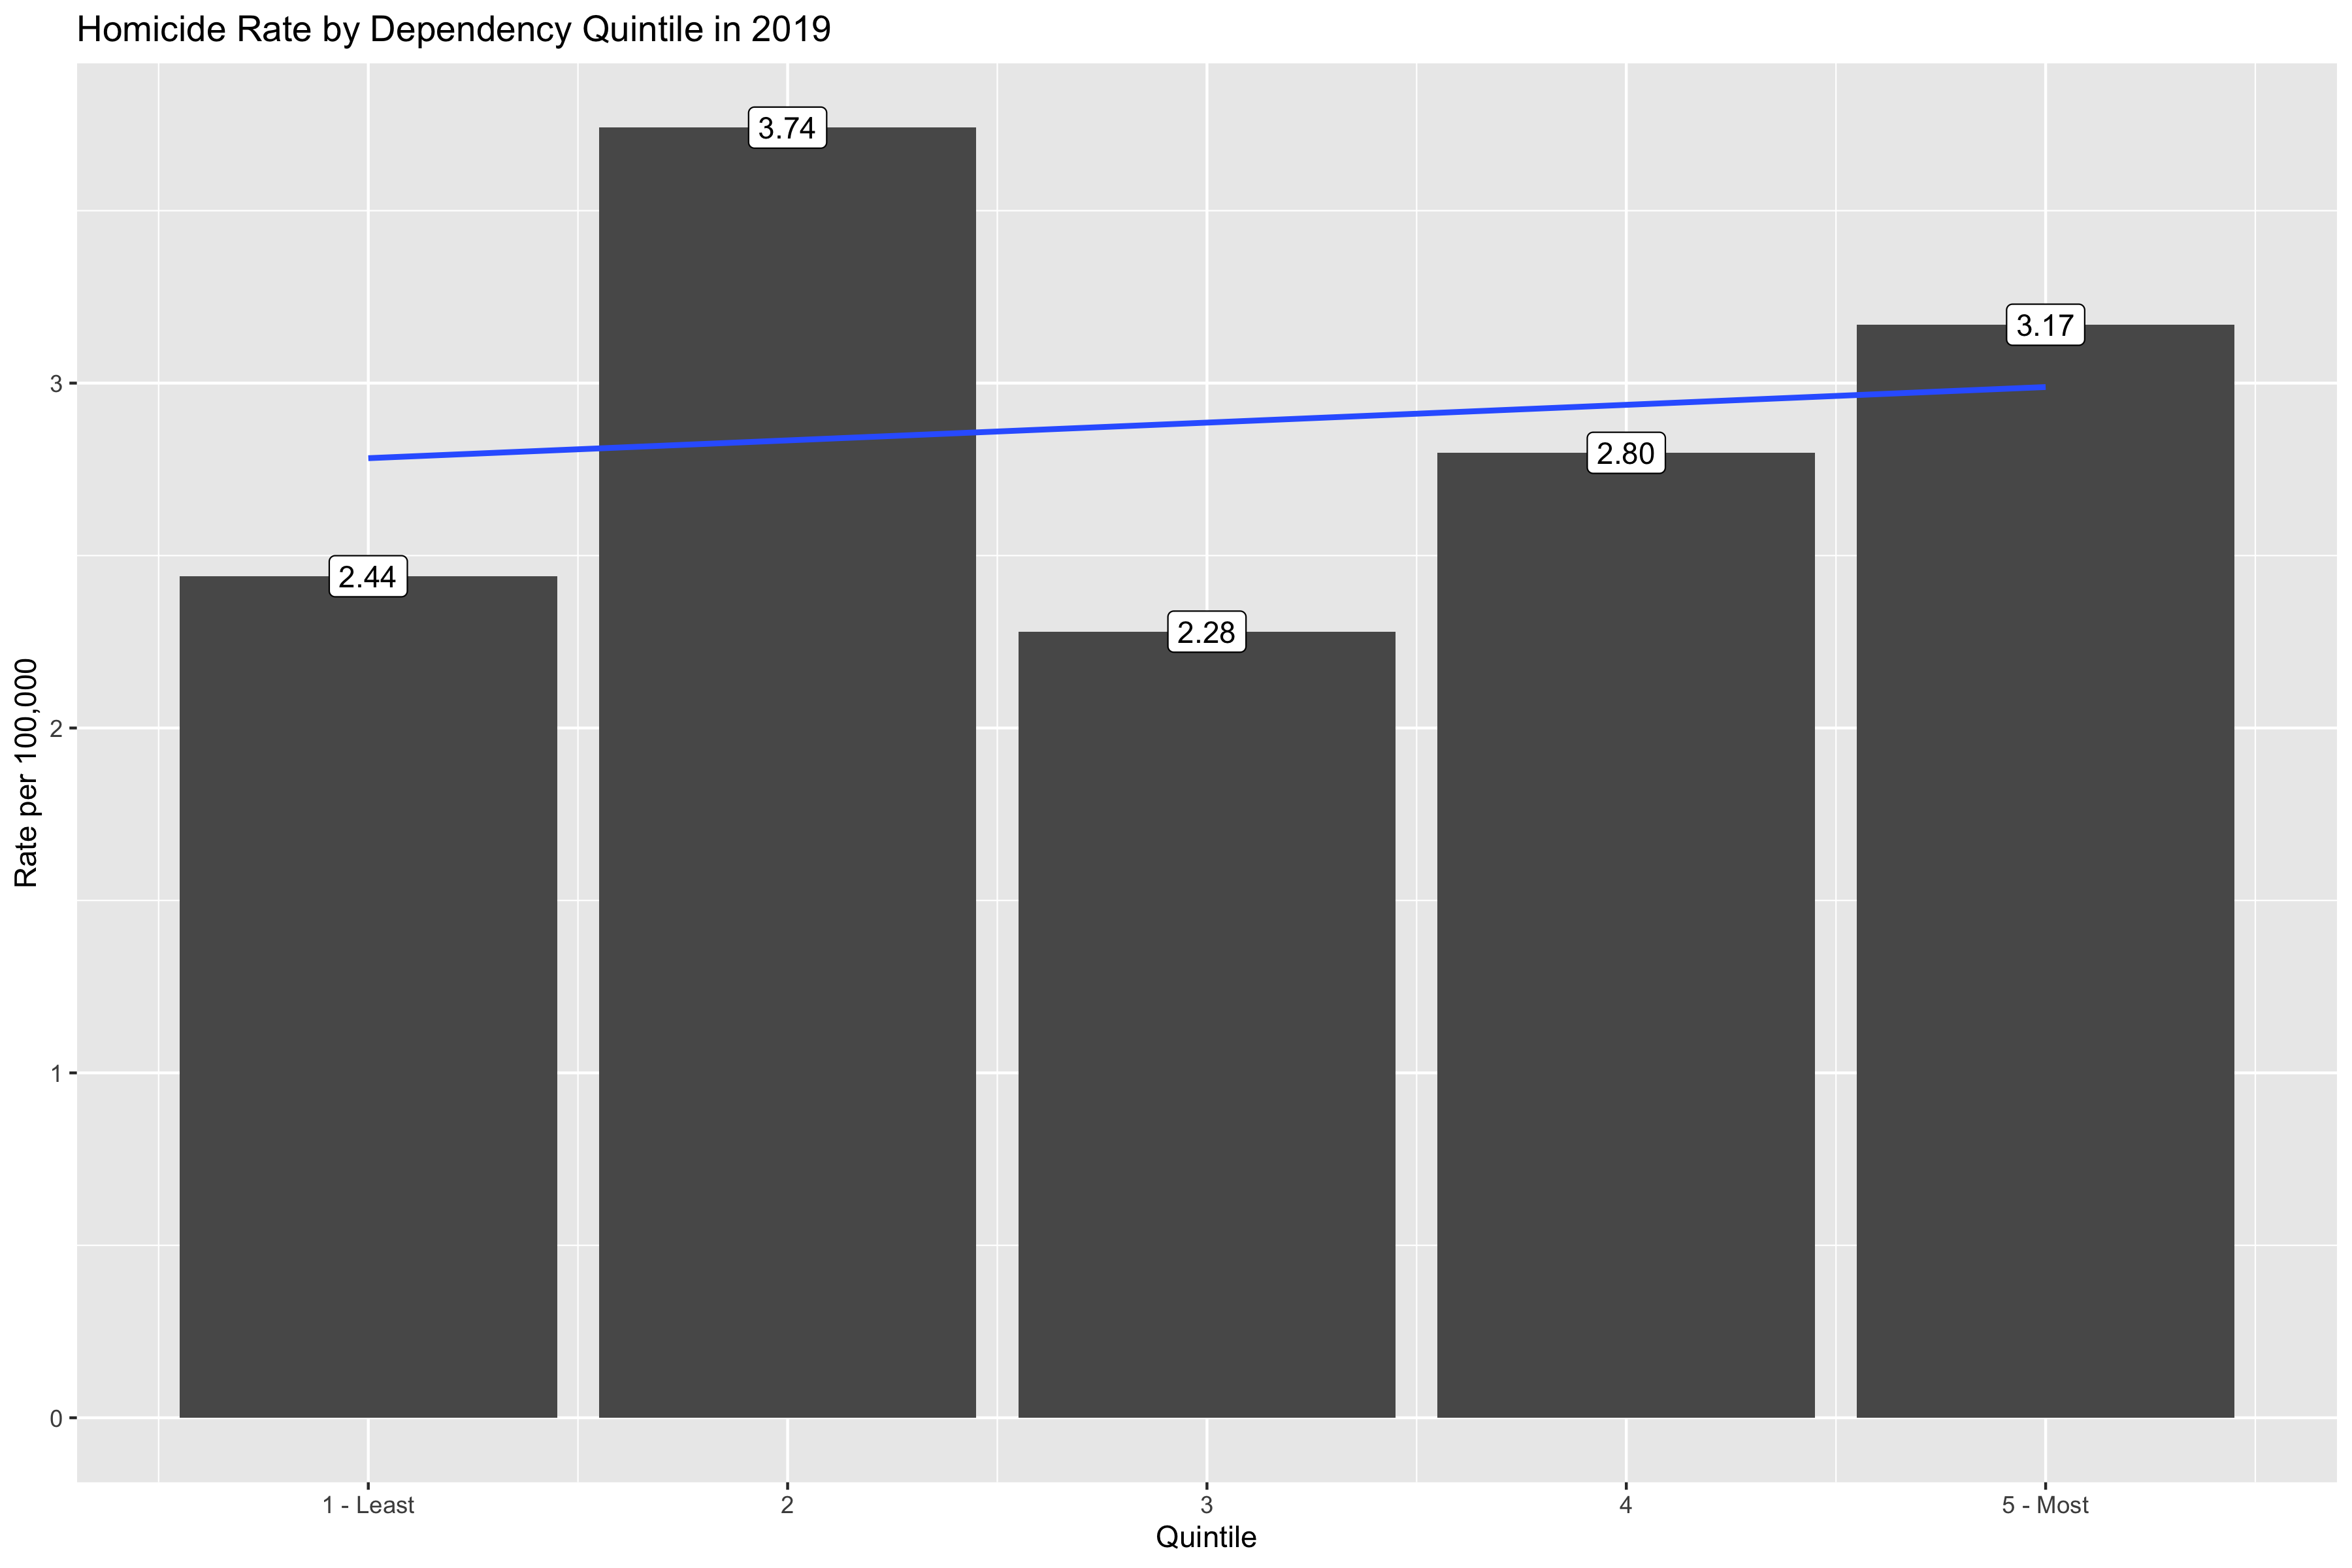 Homicide Rate by Dependency Quintile in 2019
Rate per 100,000
3
2
1
0
2.44
3.74
2.28
2.80
3.17
1 - Least
2
3
4
5 - Most
Quintile